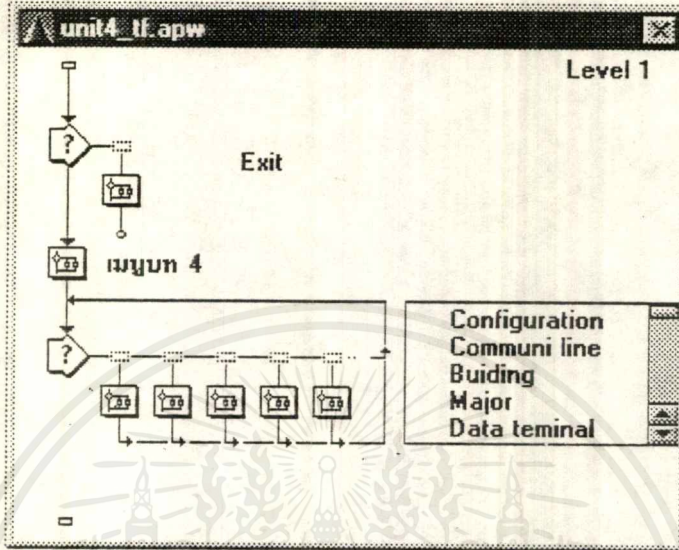 unit4_tf.apw
Level 1
?
Exit
เมนูบท 4
?
Configuration
Communi line
Buiding
Major
Data teminal